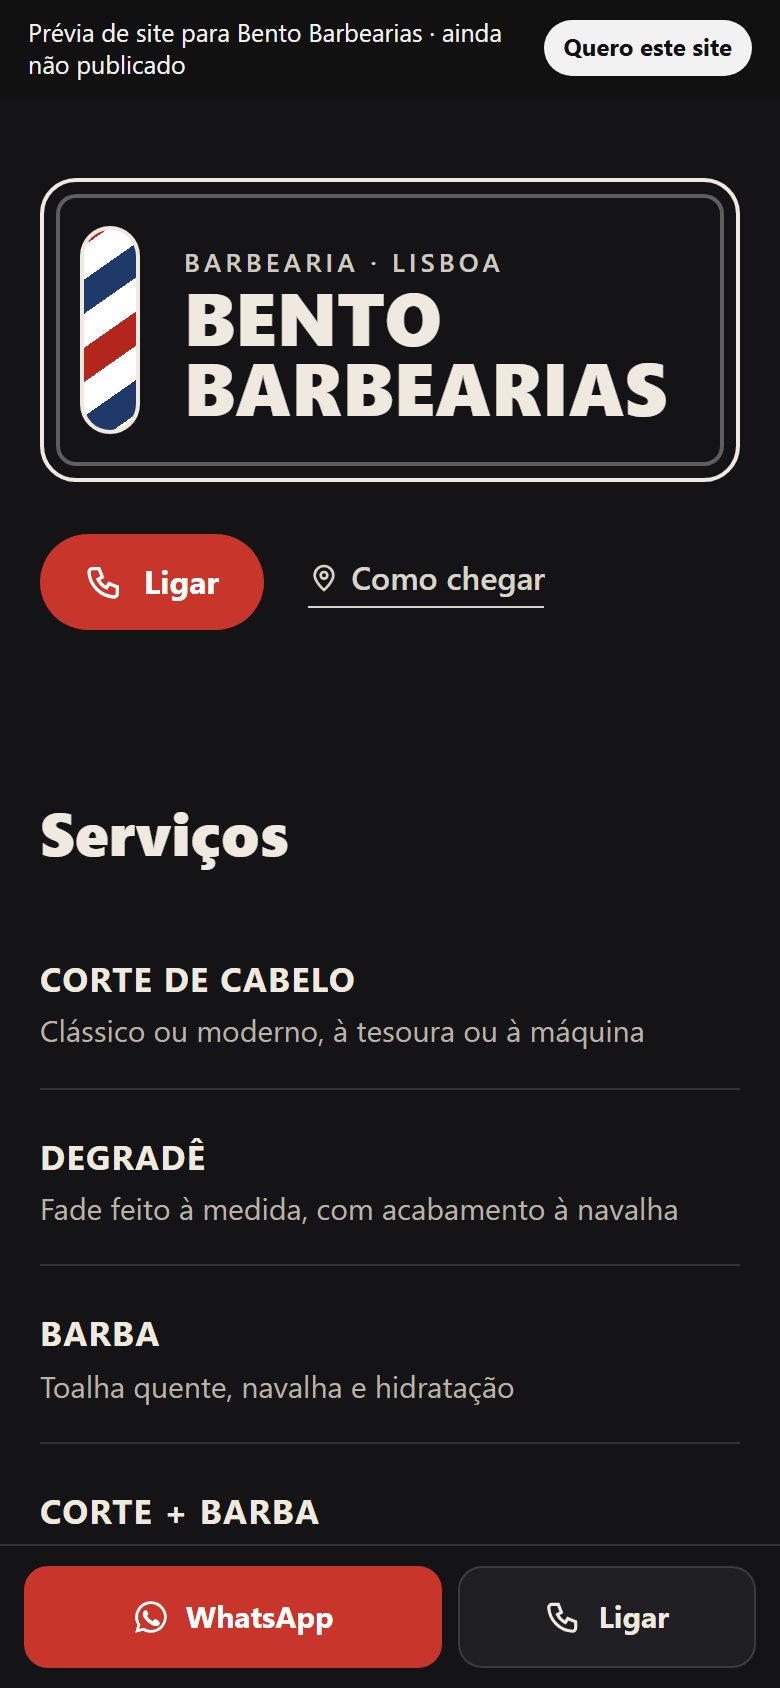 Prévia de site para Bento Barbearias · ainda
não publicado
Quero este site
BARBEARIA · LISBOA
BENTO
BARBEARIAS
Ligar
Como chegar
Serviços
CORTE DE CABELO
Clássico ou moderno, à tesoura ou à máquina
DEGRADÊ
Fade feito à medida, com acabamento à navalha
BARBA
Toalha quente, navalha e hidratação
CORTE + BARBA
WhatsApp
Ligar